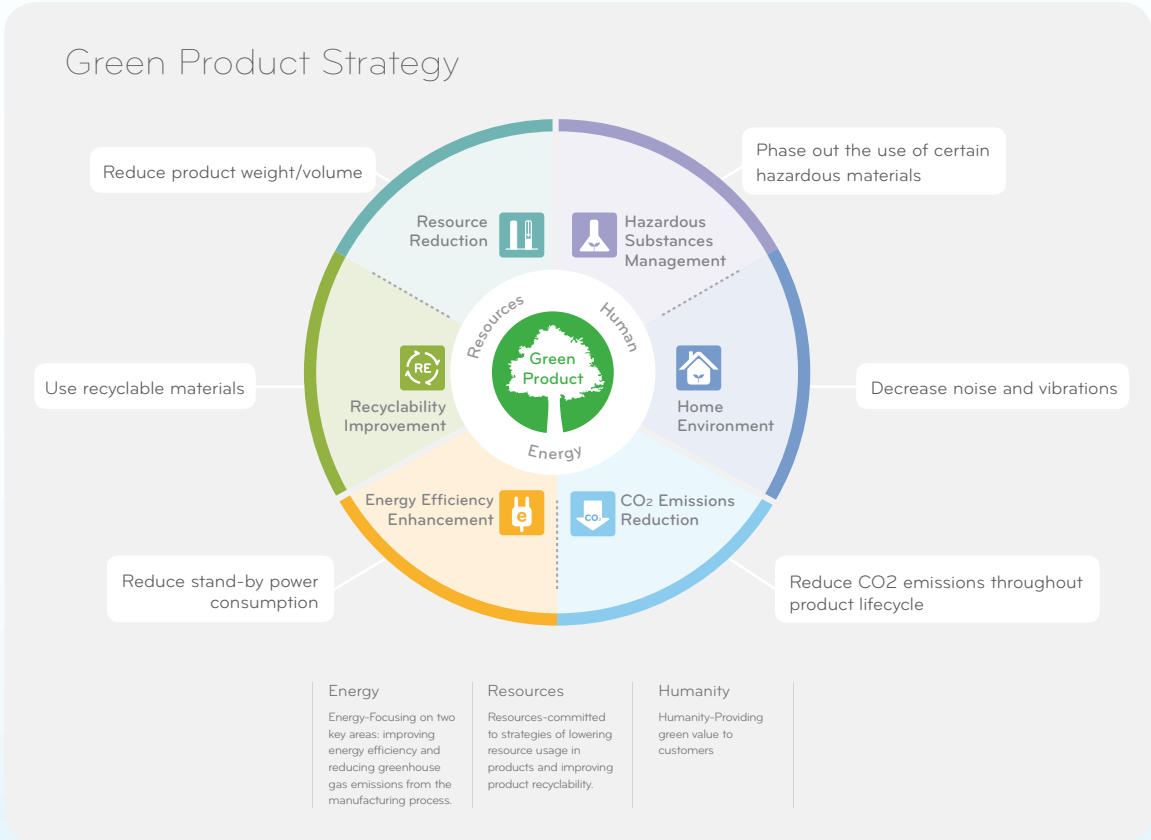 Green Product Strategy
Reduce product weight/volume
Phase out the use of certain
hazardous materials
Resource
Reduction
Hazardous
Substances
Management
Resources
Human
Green
Product
Energy
RE
Use recyclable materials
Decrease noise and vibrations
Recyclability
Improvement
Home
Environment
Energy Efficiency
Enhancement
e
CO₂
CO₂ Emissions
Reduction
Reduce stand-by power
consumption
Reduce CO2 emissions throughout
product lifecycle
Energy
Energy-Focusing on two
key areas: improving
energy efficiency and
reducing greenhouse
gas emissions from the
manufacturing process.
Resources
Resources-committed
to strategies of lowering
resource usage in
products and improving
product recyclability.
Humanity
Humanity-Providing
green value to
customers